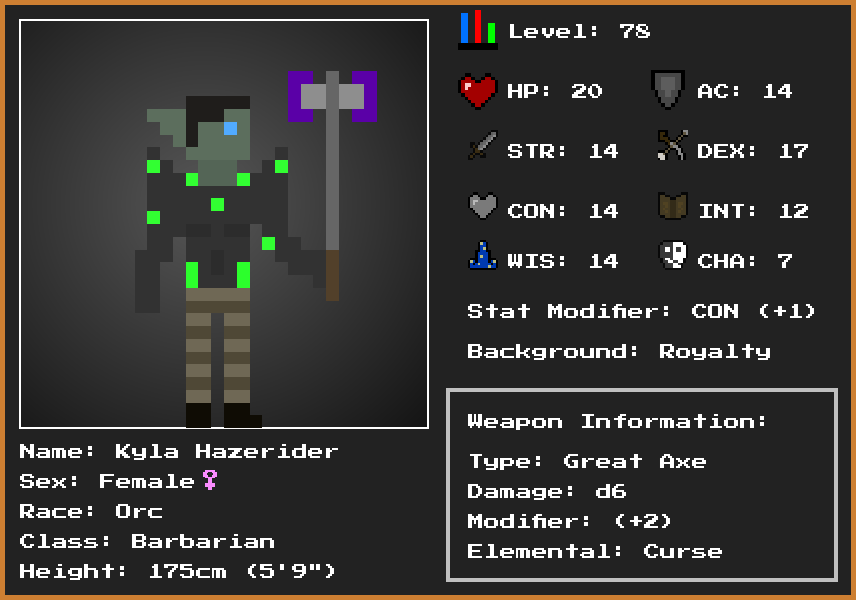 Level: 78
HP: 20
AC: 14
STR: 14
DEX: 17
CON: 14
INT: 12
WIS: 14
CHA: 7
Stat Modifier: CON (+1)
Background: Royalty
Weapon Information:
Type: Great Axe
Damage: d6
Modifier: (+2)
Elemental: Curse
Name: Kyla Hazerider
Sex: Female♀
Race: Orc
Class: Barbarian
Height: 175cm (5'9")